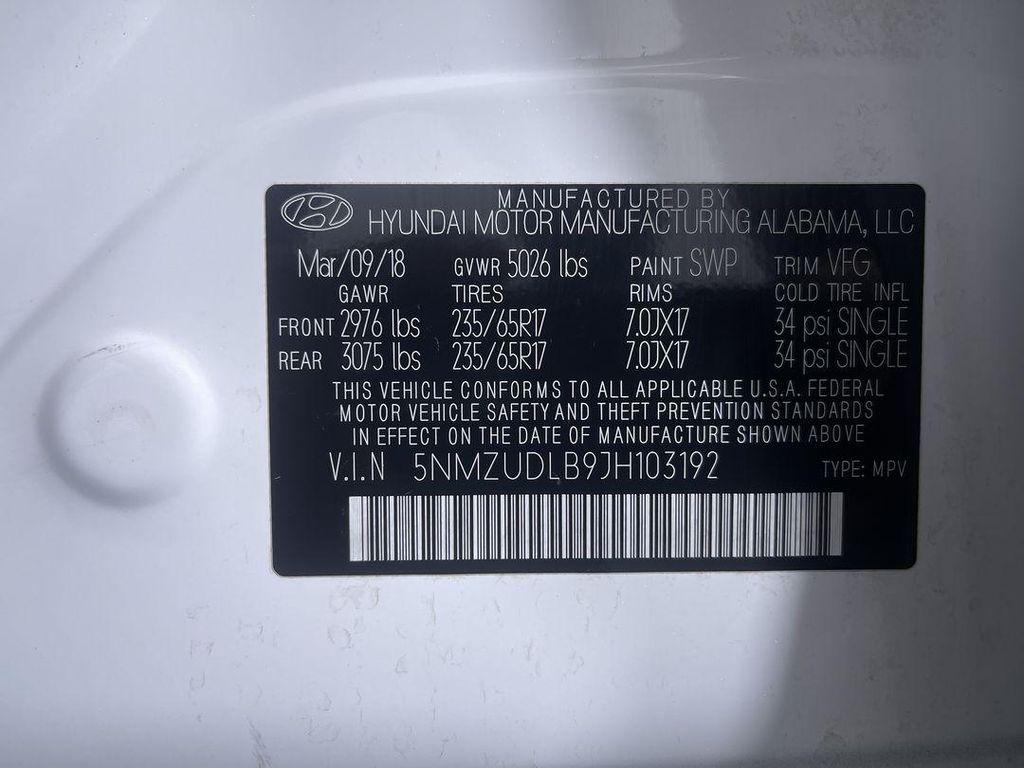 MANUFACTURED BY
HYUNDAI MOTOR MANUFACTURING ALABAMA, LLC
Mar/09/18 GVWR 5026 lbs PAINT SWP TRIM VFG
GAWR TIRES RIMS COLD TIRE INFL
FRONT 2976 lbs 235/65R17 7.0JX17 34 psi SINGLE
REAR 3075 lbs 235/65R17 7.0JX17 34 psi SINGLE
THIS VEHICLE CONFORMS TO ALL APPLICABLE U.S.A. FEDERAL
MOTOR VEHICLE SAFETY AND THEFT PREVENTION STANDARDS
IN EFFECT ON THE DATE OF MANUFACTURE SHOWN ABOVE
V.I.N 5NMZUDLB9JH103192 TYPE: MPV